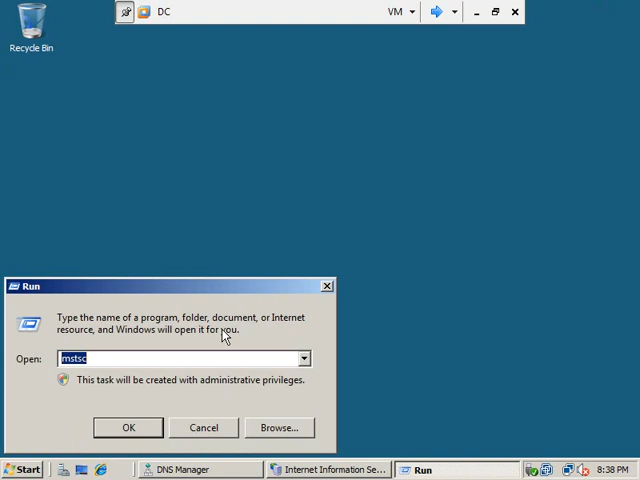 DC
VM
Recycle Bin
Run
Type the name of a program, folder, document, or Internet
resource, and Windows will open it for you.
Open:
mstsc
This task will be created with administrative privileges.
OK
Cancel
Browse...
Start
DNS Manager
Internet Information Se...
Run
8:38 PM